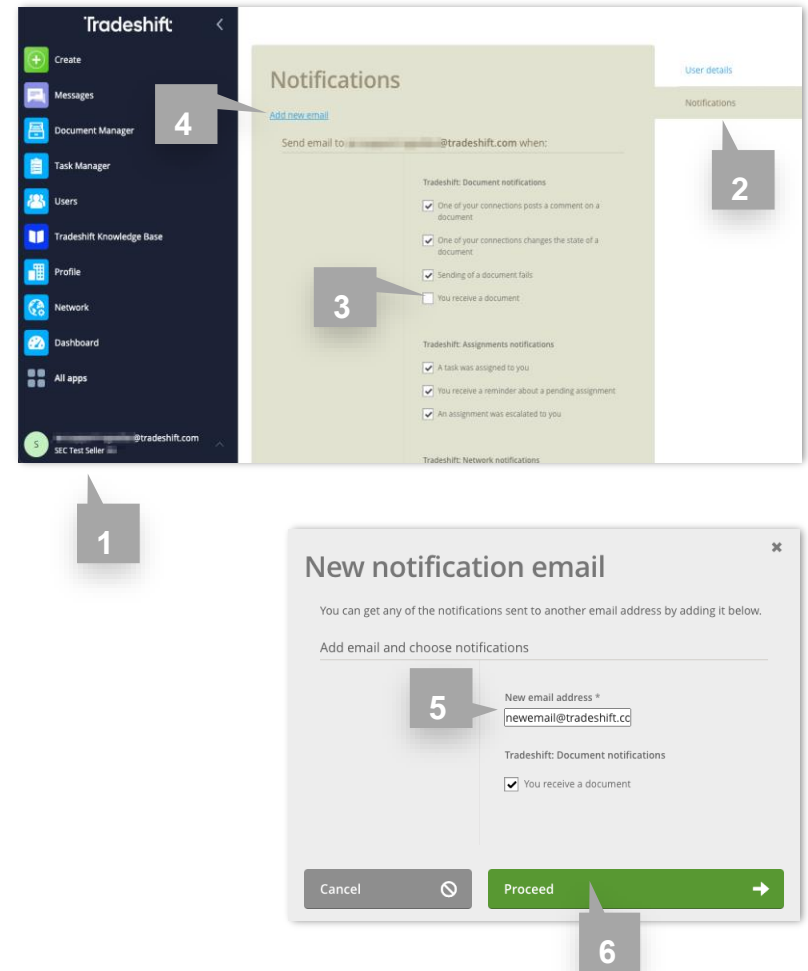 Tradeshift
Create
Messages
Document Manager
Task Manager
Users
Tradeshift Knowledge Base
Profile
Network
Dashboard
All apps
S
@tradeshift.com
SEC Test Seller
1
Notifications
4
Add new email
Send email to @tradeshift.com when:
Tradeshift: Document notifications
One of your connections posts a comment on a
document
One of your connections changes the state of a
document
Sending of a document fails
3
You receive a document
Tradeshift: Assignments notifications
A task was assigned to you
You receive a reminder about a pending assignment
An assignment was escalated to you
Tradeshift: Network notifications
User details
Notifications
2
New notification email
You can get any of the notifications sent to another email address by adding it below.
Add email and choose notifications
5
New email address *
newemail@tradeshift.cc
Tradeshift: Document notifications
You receive a document
Cancel
Proceed
6